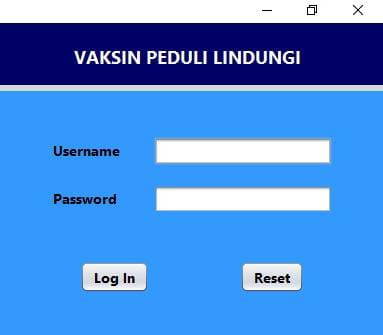 VAKSIN PEDULI LINDUNGI
Username
Password
Log In Reset